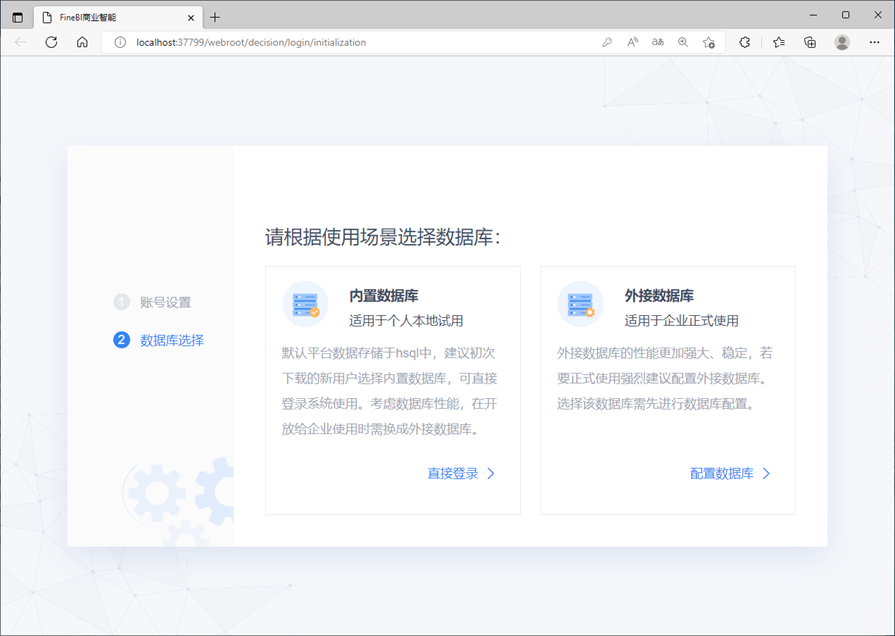 FineBI商业智能
localhost:37799/webroot/decision/login/initialization
请根据使用场景选择数据库：
1 账号设置
2 数据库选择
内置数据库
适用于个人本地试用
默认平台数据存储于hsql中，建议初次
下载的新用户选择内置数据库，可直接
登录系统使用。考虑数据库性能，在开
放给企业使用时需换成外接数据库。
直接登录
外接数据库
适用于企业正式使用
外接数据库的性能更加强大、稳定，若
要正式使用强烈建议配置外接数据库。
选择该数据库需先进行数据库配置。
配置数据库